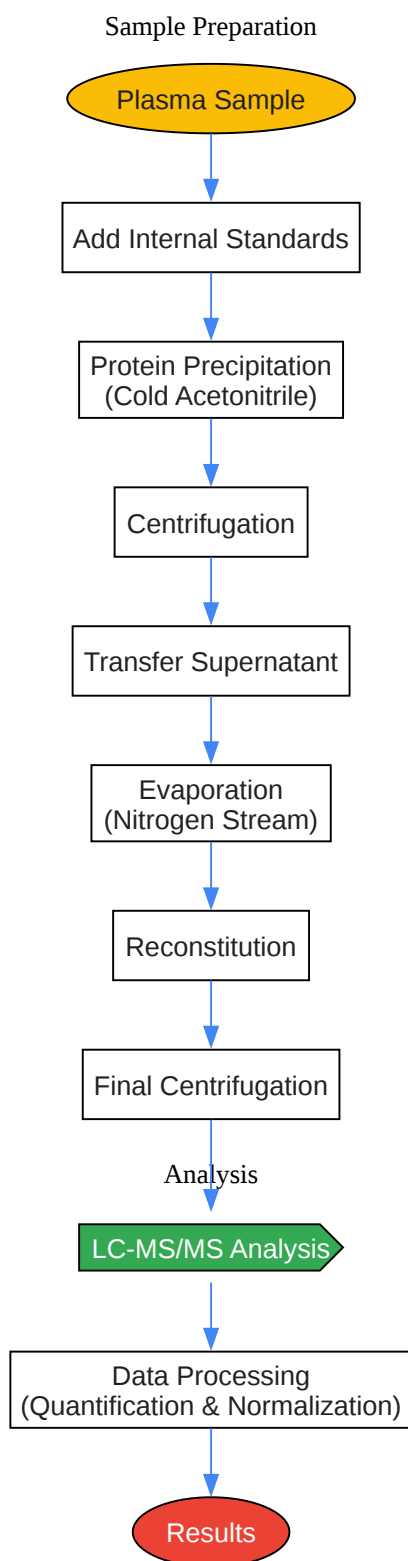 Sample Preparation
Plasma Sample
Add Internal Standards
Protein Precipitation
(Cold Acetonitrile)
Centrifugation
Transfer Supernatant
Evaporation
(Nitrogen Stream)
Reconstitution
Final Centrifugation
Analysis
LC-MS/MS Analysis
Data Processing
(Quantification & Normalization)
Results